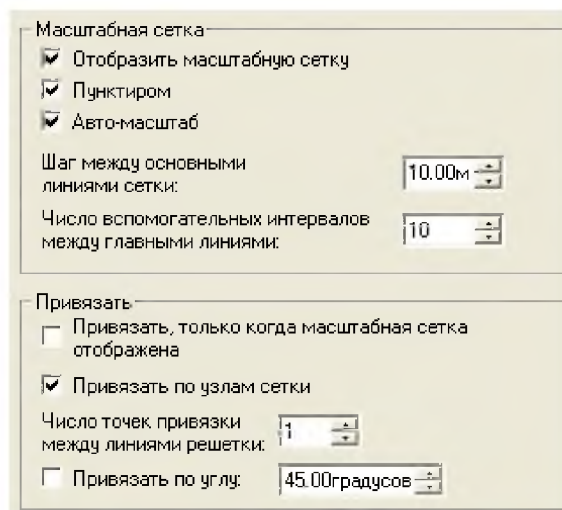 Масштабная сетка
Отобразить масштабную сетку
Пунктиром
Авто-масштаб
Шаг между основными
линиями сетки:
10.00м
Число вспомогательных интервалов
между главными линиями:
10
Привязать
Привязать, только когда масштабная сетка
отображена
Привязать по узлам сетки
Число точек привязки
между линиями решетки:
1
Привязать по углу:
45.00градусов